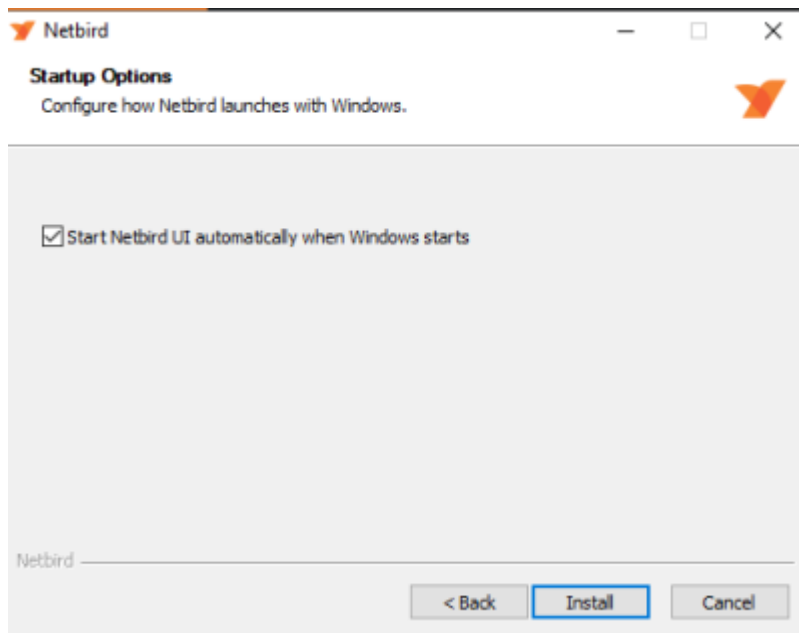 Netbird
Startup Options
Configure how Netbird launches with Windows.
Start Netbird UI automatically when Windows starts
Netbird
< Back Install Cancel